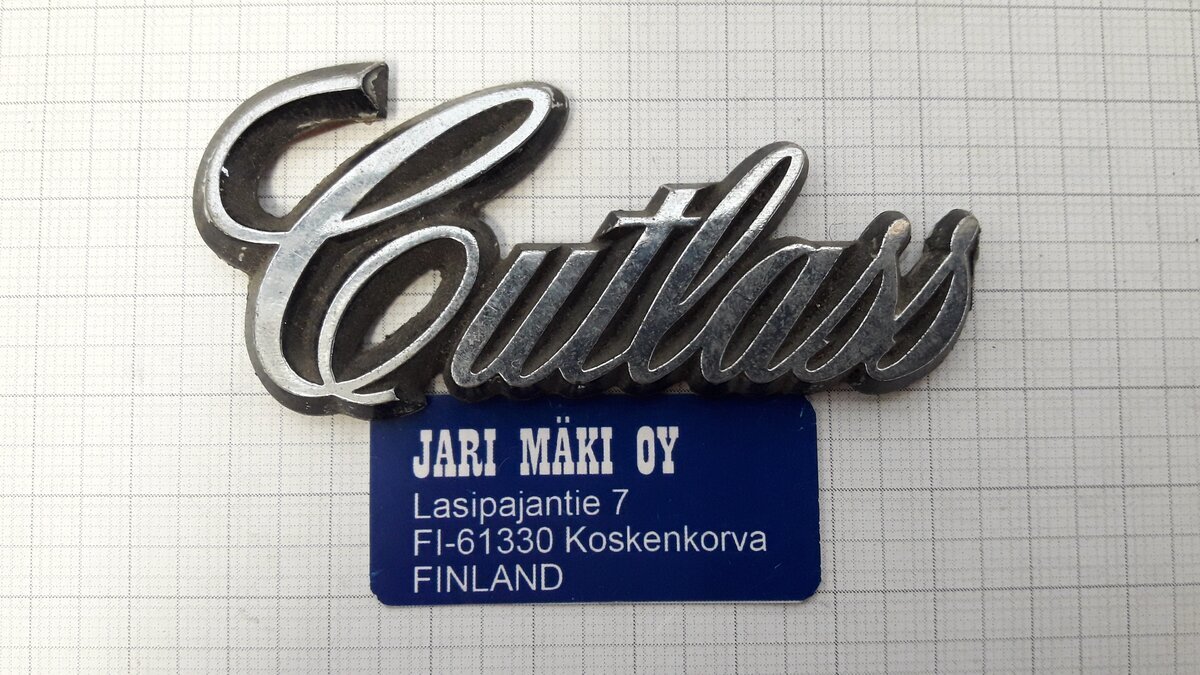 Cutlass
JARI MÄKI OY
Lasipajantie 7
FI-61330 Koskenkorva
FINLAND